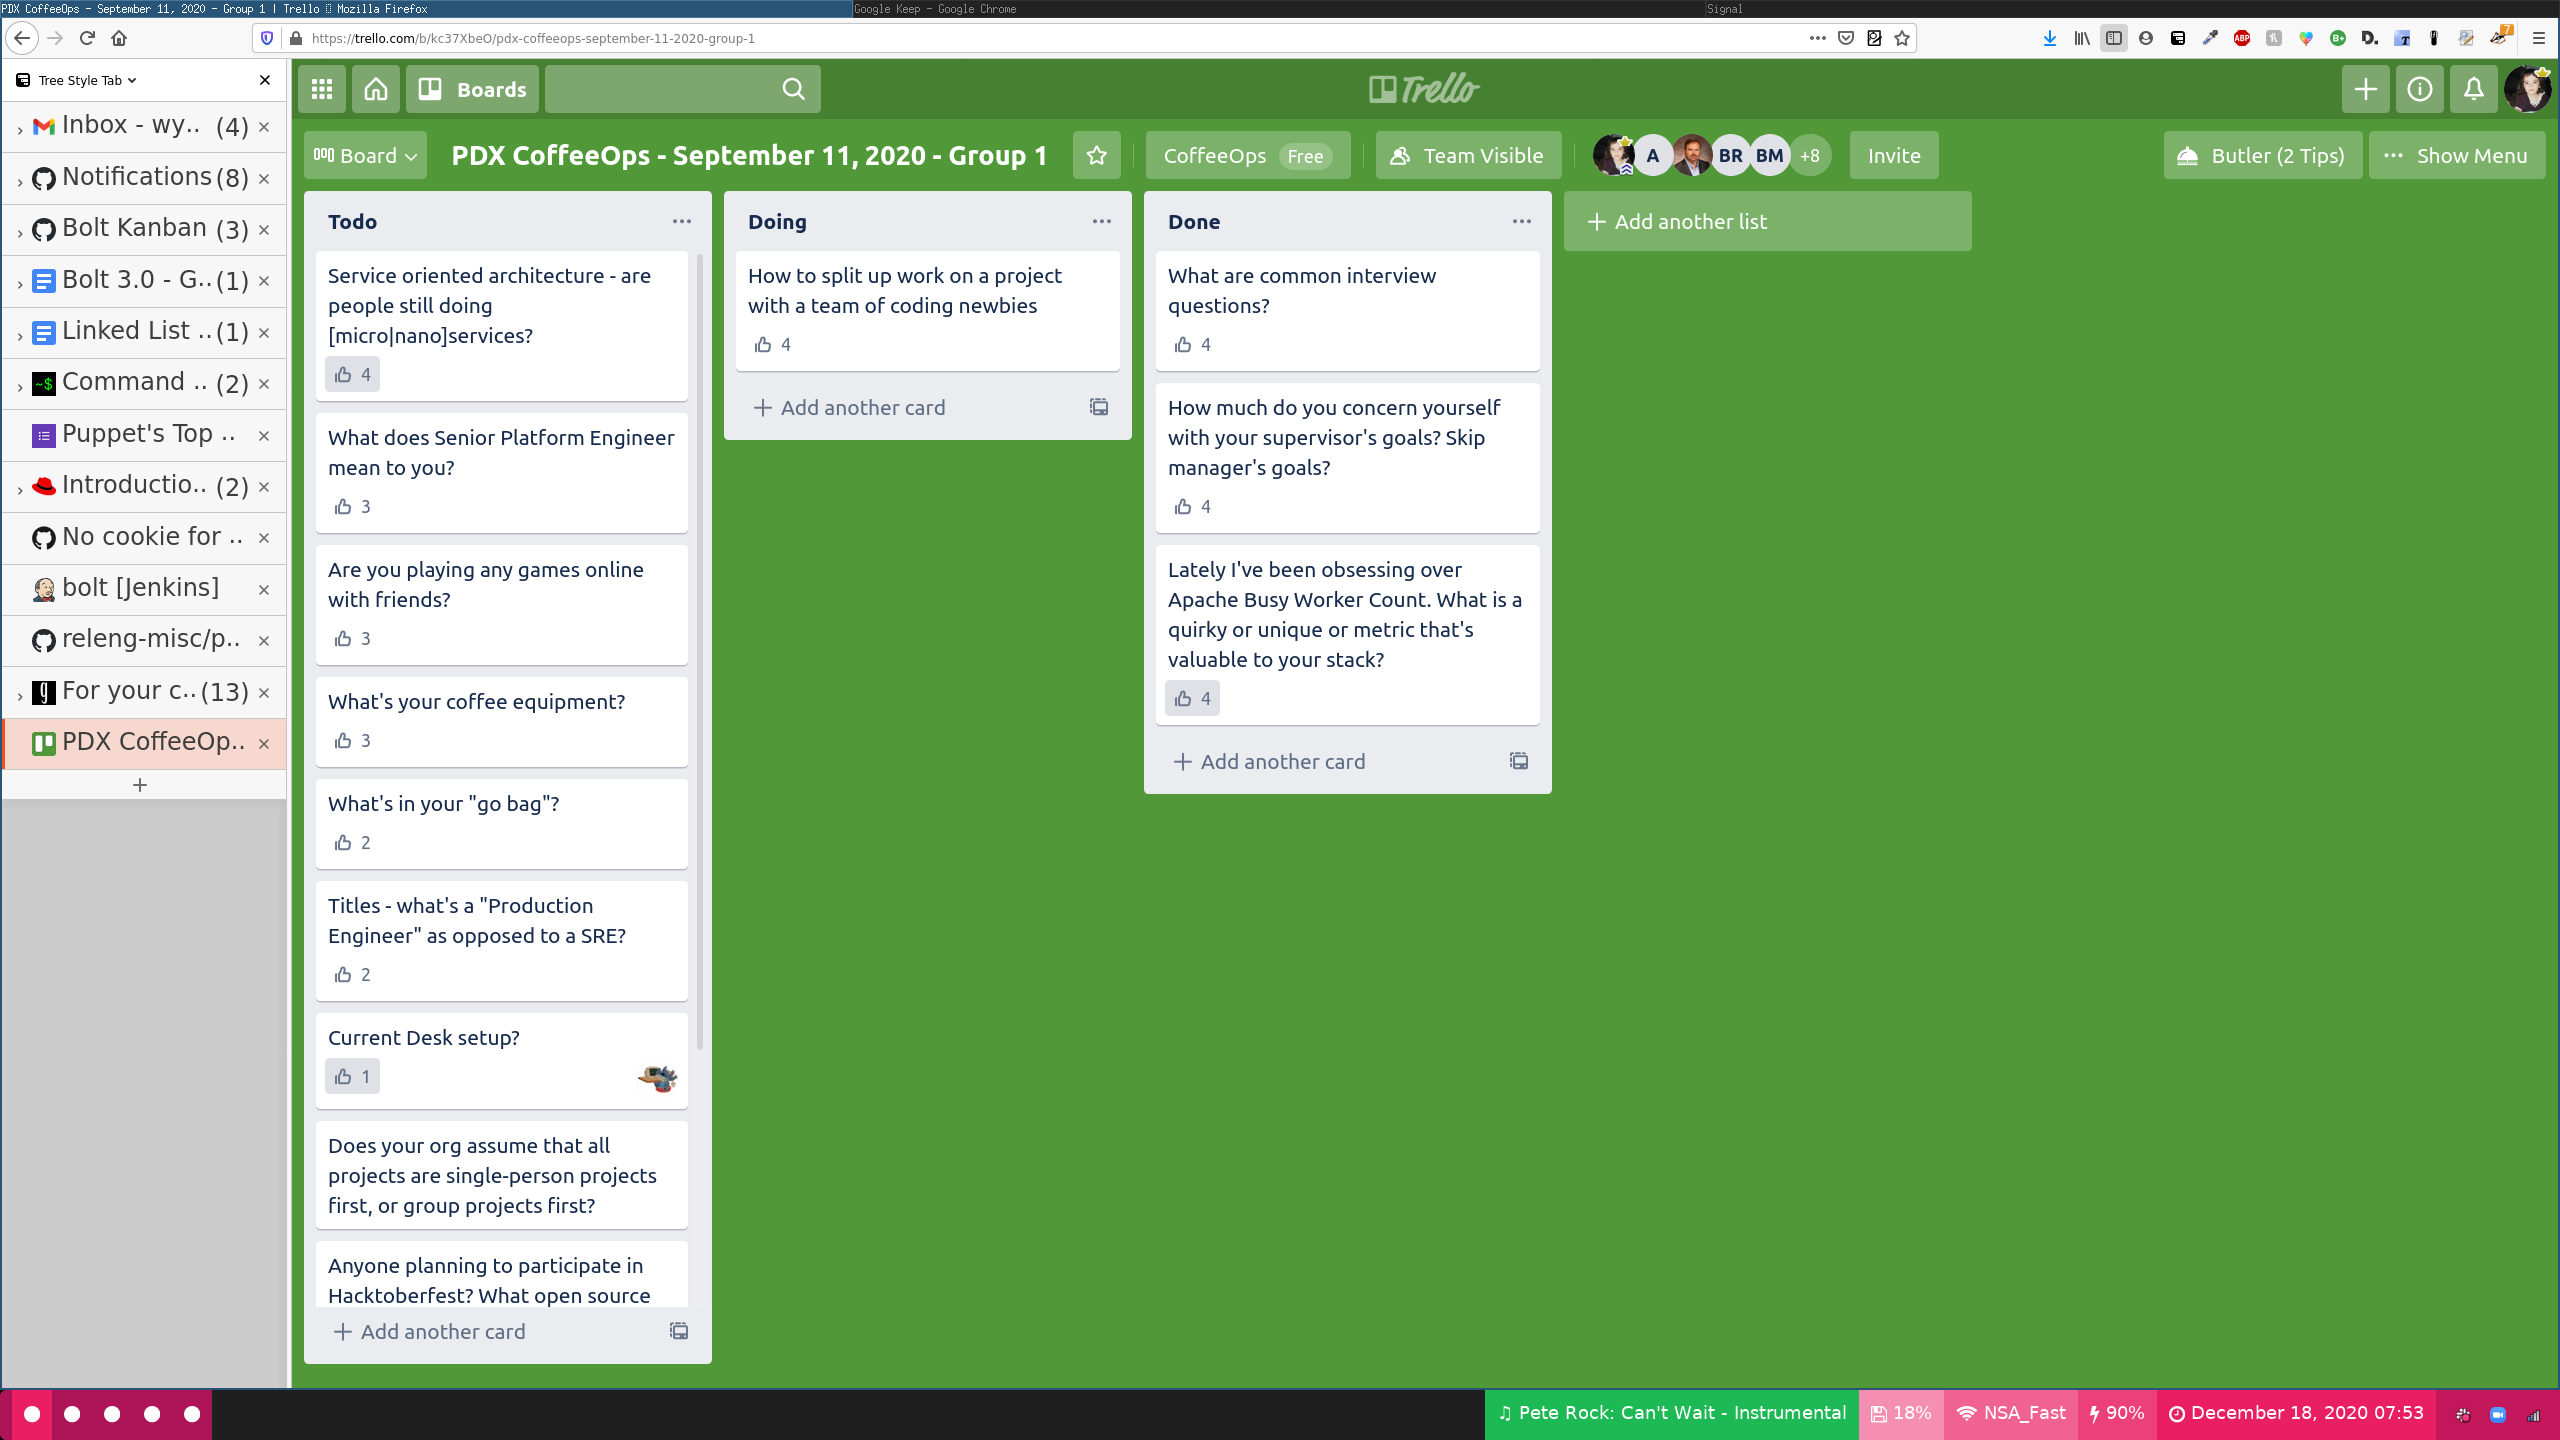 PDX CoffeeOps - September 11, 2020 - Group 1 | Trello Mozilla Firefox
Google Keep - Google Chrome
Signal
https://trello.com/b/kc37XbeO/pdx-coffeeops-september-11-2020-group-1
ABP
B+
D.
T
7
Tree Style Tab
Inbox - wy.. (4)
Notifications (8)
Bolt Kanban (3)
Bolt 3.0 - G.. (1)
Linked List .. (1)
~$
Command .. (2)
Puppet's Top ..
Introductio.. (2)
No cookie for ..
bolt [Jenkins]
releng-misc/p..
For your c.. (13)
PDX CoffeeOp..
Boards
Trello
Board
PDX CoffeeOps - September 11, 2020 - Group 1
CoffeeOps Free
Team Visible
A
BR
BM
+8
Invite
Butler (2 Tips)
Show Menu
Todo
Service oriented architecture - are
people still doing
[micro|nano]services?
4
What does Senior Platform Engineer
mean to you?
3
Are you playing any games online
with friends?
3
What's your coffee equipment?
3
What's in your "go bag"?
2
Titles - what's a "Production
Engineer" as opposed to a SRE?
2
Current Desk setup?
1
Does your org assume that all
projects are single-person projects
first, or group projects first?
Anyone planning to participate in
Hacktoberfest? What open source
Add another card
Doing
How to split up work on a project
with a team of coding newbies
4
Add another card
Done
What are common interview
questions?
4
How much do you concern yourself
with your supervisor's goals? Skip
manager's goals?
4
Lately I've been obsessing over
Apache Busy Worker Count. What is a
quirky or unique or metric that's
valuable to your stack?
4
Add another card
Add another list
♫ Pete Rock: Can't Wait - Instrumental
18%
NSA_Fast
90%
December 18, 2020 07:53